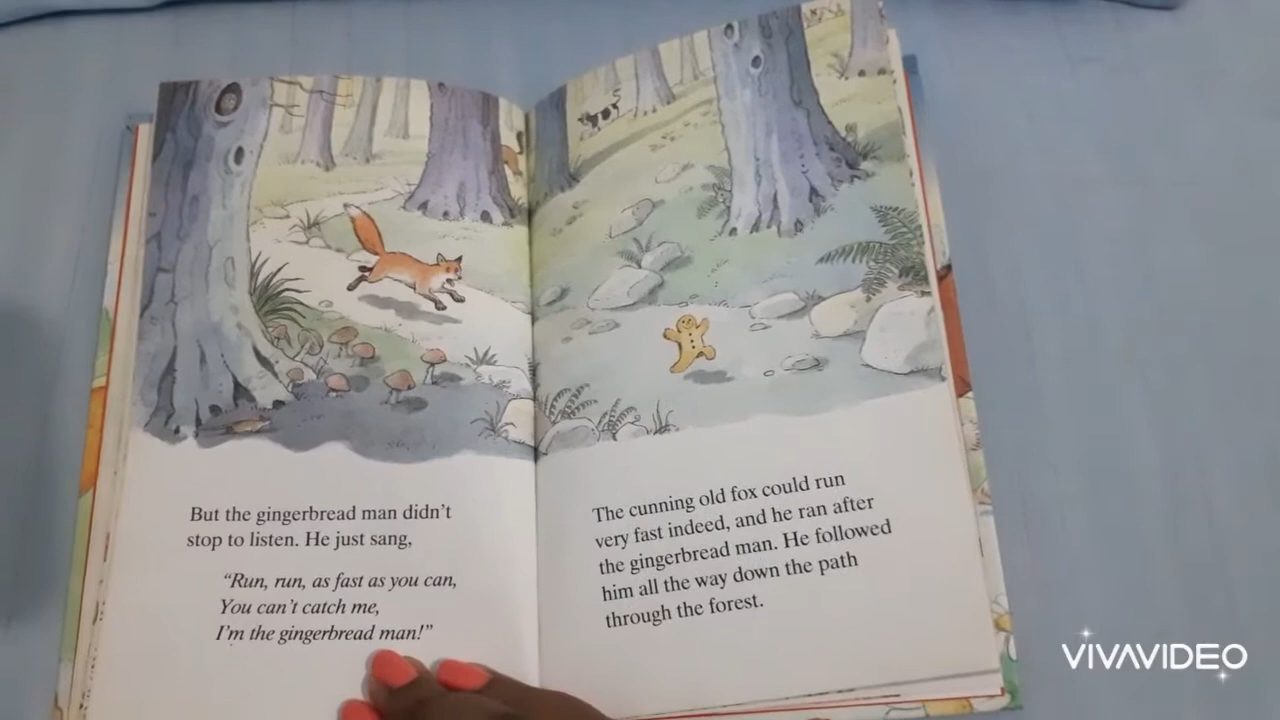 But the gingerbread man didn't
stop to listen. He just sang,
“Run, run, as fast as you can,
You can't catch me,
I'm the gingerbread man!”
The cunning old fox could run
very fast indeed, and he ran after
the gingerbread man. He followed
him all the way down the path
through the forest.
VIVAVIDEO